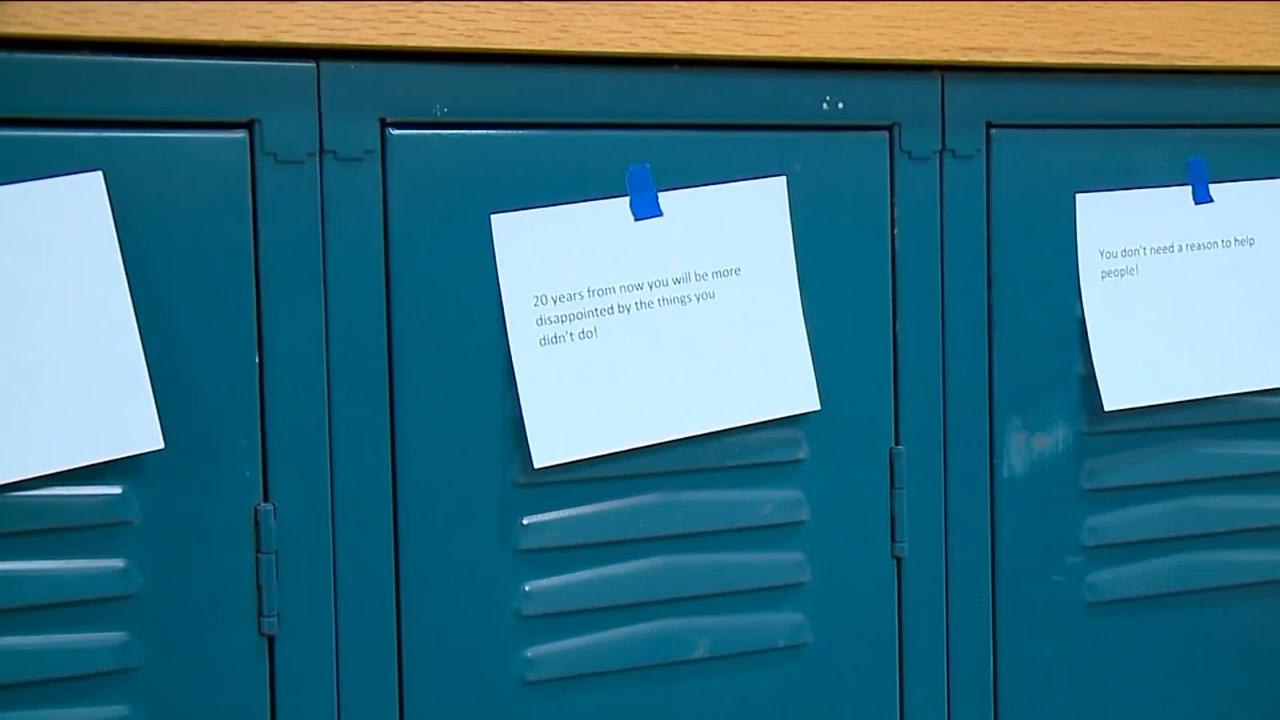 20 years from now you will be more
disappointed by the things you
didn't do!
You don't need a reason to help
people!